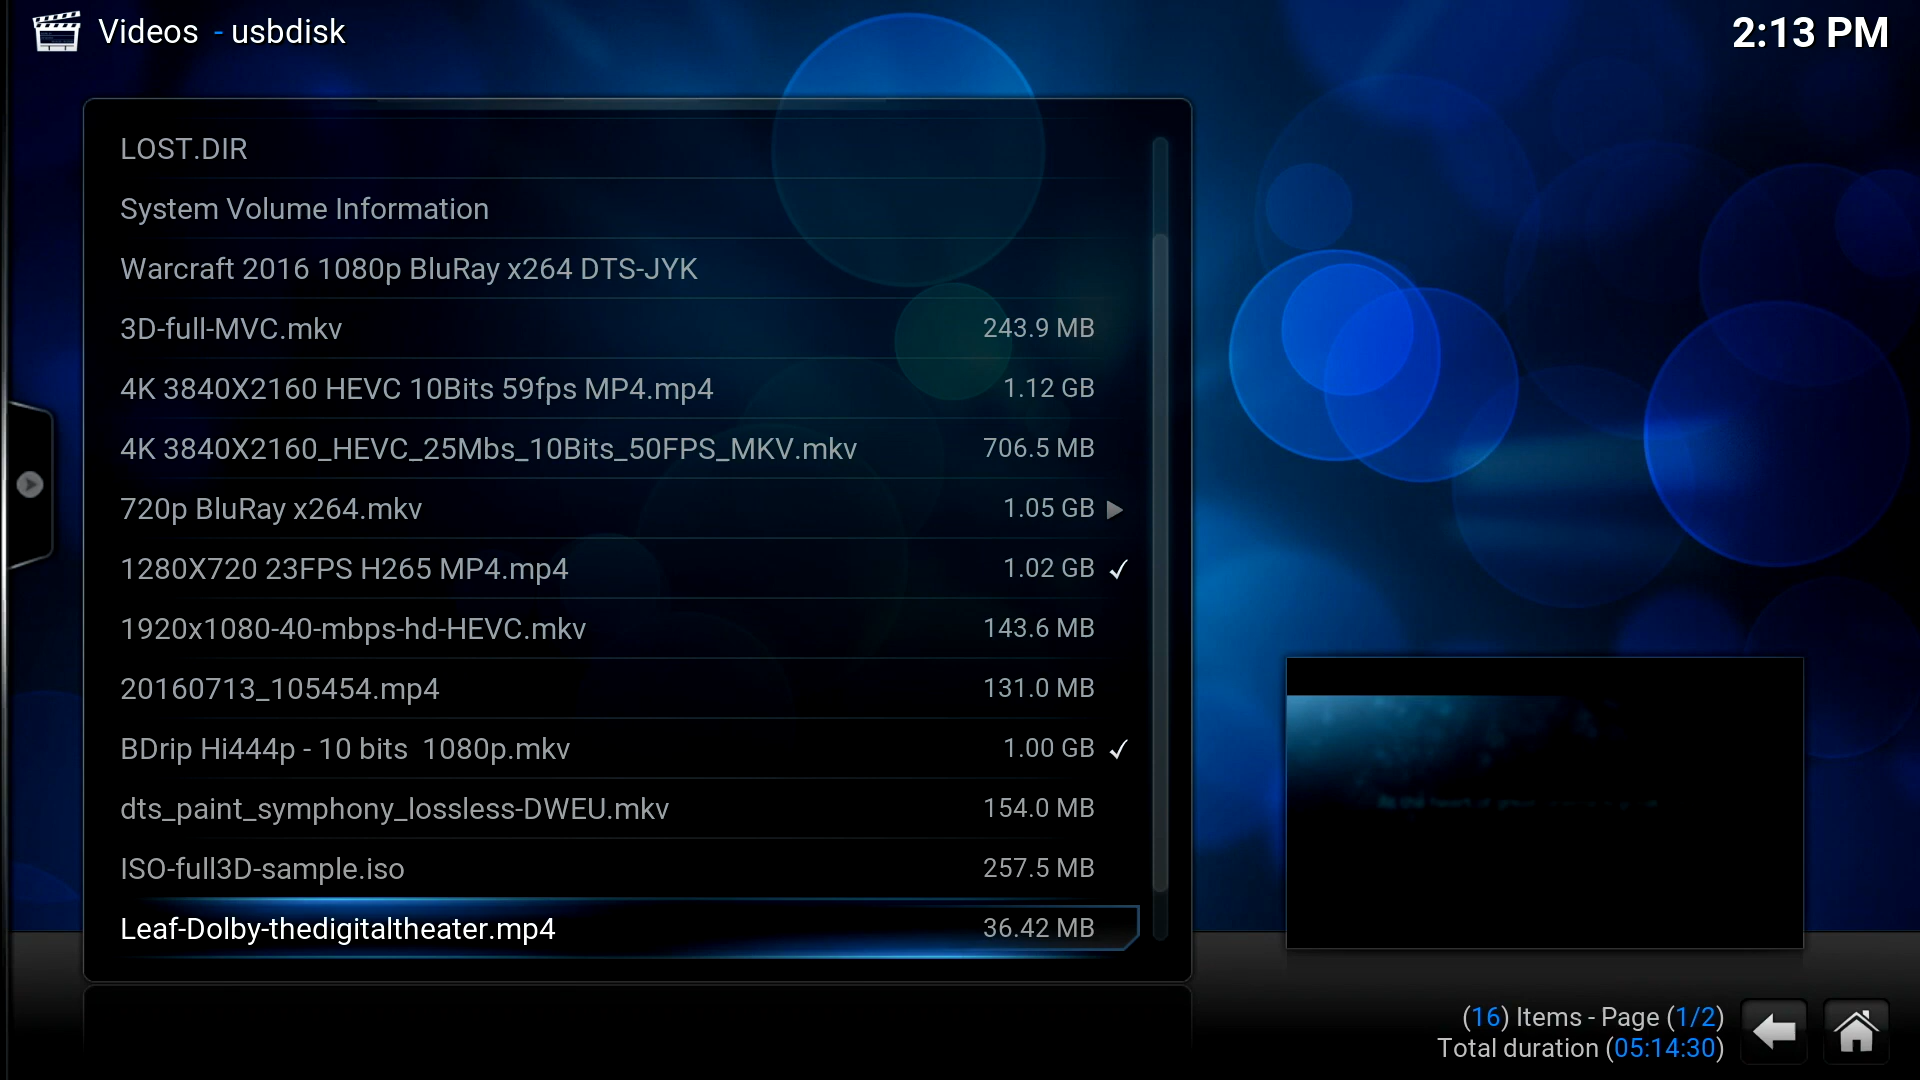 Videos - usbdisk
2:13 PM
LOST.DIR
System Volume Information
Warcraft 2016 1080p BluRay x264 DTS-JYK
3D-full-MVC.mkv 243.9 MB
4K 3840X2160 HEVC 10Bits 59fps MP4.mp4 1.12 GB
4K 3840X2160_HEVC_25Mbs_10Bits_50FPS_MKV.mkv 706.5 MB
720p BluRay x264.mkv 1.05 GB
1280X720 23FPS H265 MP4.mp4 1.02 GB
1920x1080-40-mbps-hd-HEVC.mkv 143.6 MB
20160713_105454.mp4 131.0 MB
BDrip Hi444p - 10 bits  1080p.mkv 1.00 GB
dts_paint_symphony_lossless-DWEU.mkv 154.0 MB
ISO-full3D-sample.iso 257.5 MB
Leaf-Dolby-thedigitaltheater.mp4 36.42 MB
(16) Items - Page (1/2)
Total duration (05:14:30)